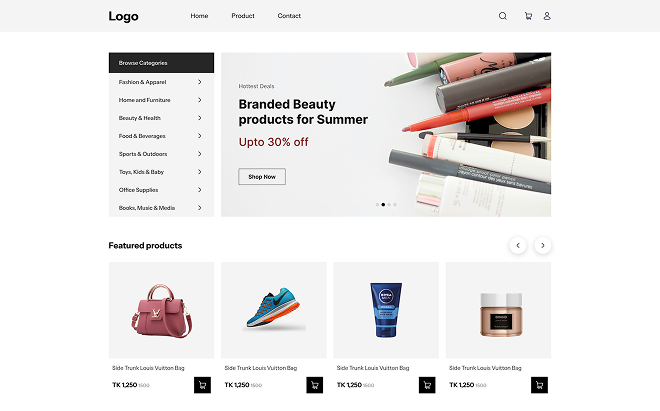 Logo
Home
Product
Contact
Browse Categories
Fashion & Apparel
Home and Furniture
Beauty & Health
Food & Beverages
Sports & Outdoors
Toys, Kids & Baby
Office Supplies
Books, Music & Media
Hottest Deals
Branded Beauty
products for Summer
Upto 30% off
Shop Now
Featured products
NIVEA
MEN
Side Trunk Louis Vuitton Bag
TK 1,250 1500
Side Trunk Louis Vuitton Bag
TK 1,250 1500
Side Trunk Louis Vuitton Bag
TK 1,250 1500
Side Trunk Louis Vuitton Bag
TK 1,250 1500